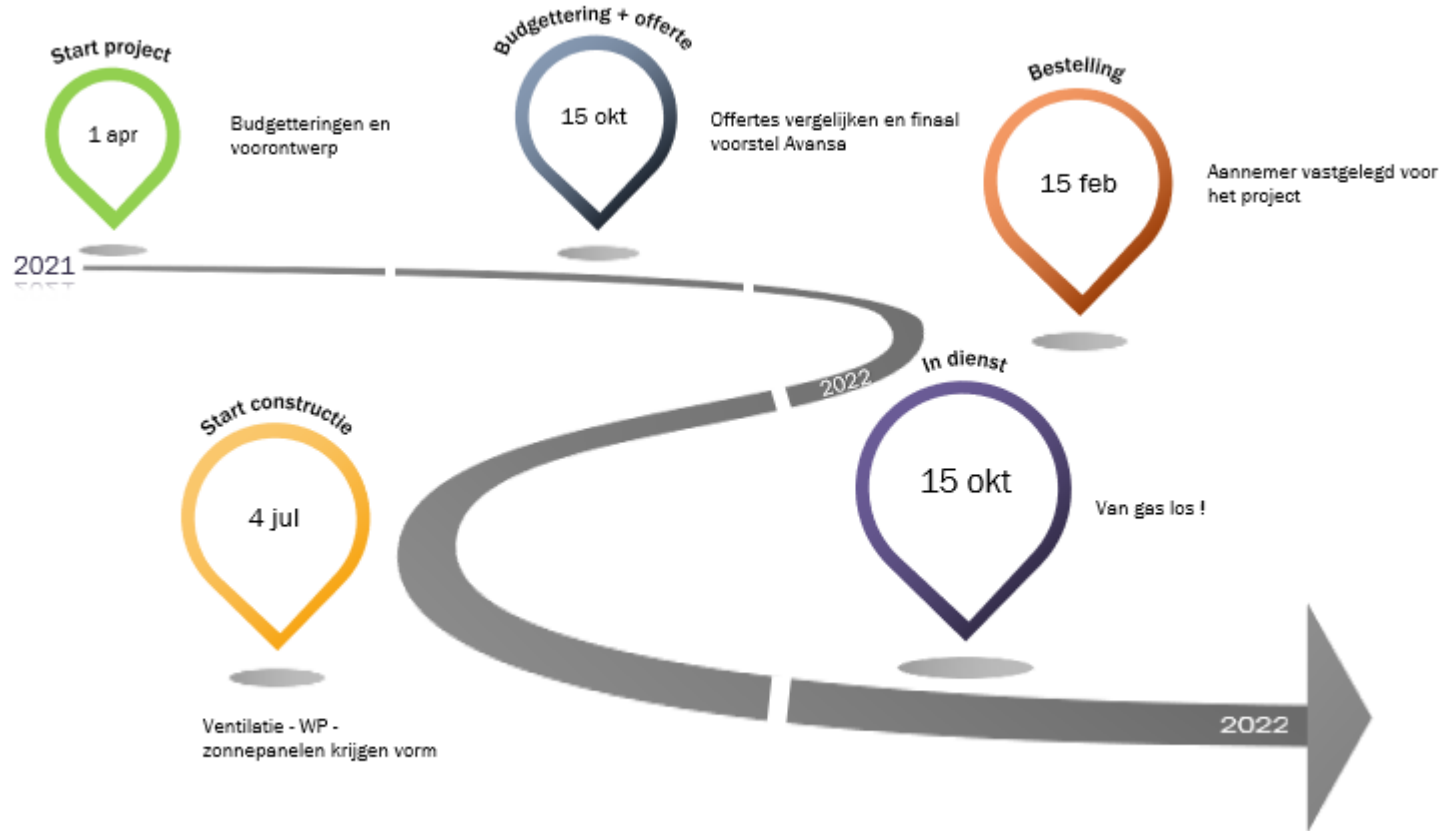 Start project
1 apr
Budgetteringen en
voorontwerp
Budgettering + offerte
15 okt
Offertes vergelijken en finaal
voorstel Avansa
Bestelling
15 feb
Aannemer vastgelegd voor
het project
2021
2022
In dienst
15 okt
Van gas los !
Start constructie
4 jul
Ventilatie - WP -
zonnepanelen krijgen vorm
2022